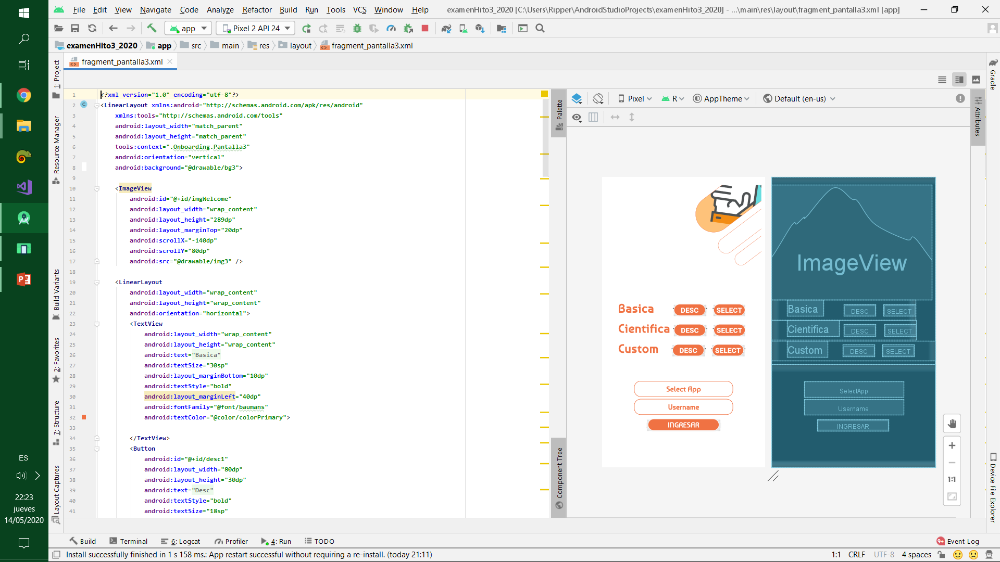 File Edit View Navigate Code Analyze Refactor Build Run Tools VCS Window Help examenHito3_2020 [C:\Users\Ripper\AndroidStudioProjects\examenHito3_2020] - ...\main\res\layout\fragment_pantalla3.xml [app]
app Pixel 2 API 24
examenHito3_2020 app src main res layout fragment_pantalla3.xml
fragment_pantalla3.xml
1: Project
Resource Manager
Build Variants
2: Favorites
7: Structure
Layout Captures
1 <?xml version="1.0" encoding="utf-8"?>
2 <LinearLayout xmlns:android="http://schemas.android.com/apk/res/android"
3 xmlns:tools="http://schemas.android.com/tools"
4 android:layout_width="match_parent"
5 android:layout_height="match_parent"
6 tools:context=".Onboarding.Pantalla3"
7 android:orientation="vertical"
8 android:background="@drawable/bg3">
9
10 <ImageView
11 android:id="@+id/imgWelcome"
12 android:layout_width="wrap_content"
13 android:layout_height="289dp"
14 android:layout_marginTop="20dp"
15 android:scrollX="-140dp"
16 android:scrollY="80dp"
17 android:src="@drawable/img3" />
18
19 <LinearLayout
20 android:layout_width="wrap_content"
21 android:layout_height="wrap_content"
22 android:orientation="horizontal">
23 <TextView
24 android:layout_width="wrap_content"
25 android:layout_height="wrap_content"
26 android:text="Basica"
27 android:textSize="30sp"
28 android:layout_marginBottom="10dp"
29 android:textStyle="bold"
30 android:layout_marginLeft="40dp"
31 android:fontFamily="@font/baumans"
32 android:textColor="@color/colorPrimary">
33
34 </TextView>
35 <Button
36 android:id="@+id/desc1"
37 android:layout_width="80dp"
38 android:layout_height="30dp"
39 android:text="Desc"
40 android:textStyle="bold"
41 android:textSize="18sp"
Palette
Component Tree
Pixel R AppTheme Default (en-us)
Basica DESC SELECT
Cientifica DESC SELECT
Custom DESC SELECT
Select App
Username
INGRESAR
ImageView
Basica DESC SELECT
Cientifica DESC SELECT
Custom DESC SELECT
SelectApp
Username
INGRESAR
1:1
Gradle
Attributes
Device File Explorer
Build Terminal 6: Logcat Profiler 4: Run TODO 9+ Event Log
Install successfully finished in 1 s 158 ms.: App restart successful without requiring a re-install. (today 21:11) 1:1 CRLF UTF-8 4 spaces
ES
22:23
jueves
14/05/2020